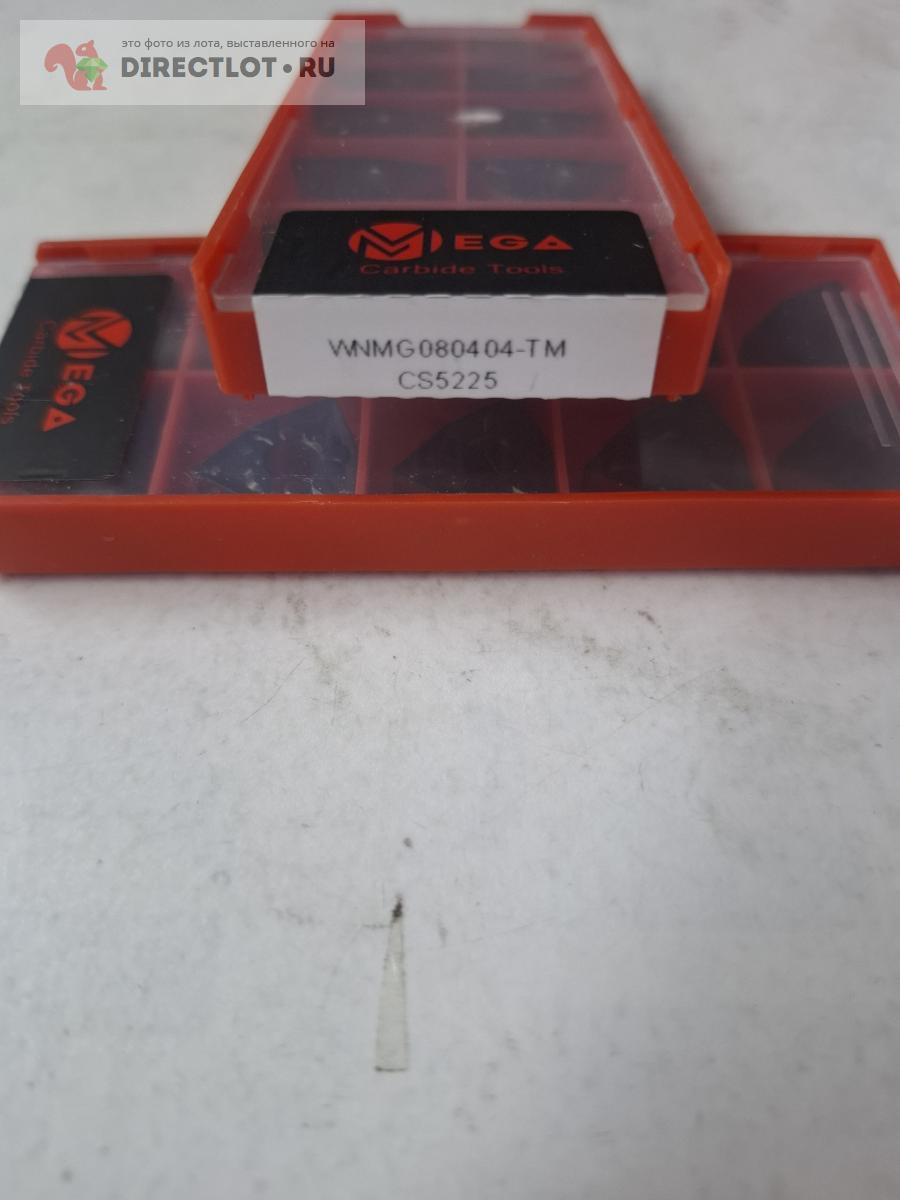 это фото из лота, выставленного на
DIRECTLOT•RU
MEGA
Carbide Tools
WNMG080404-TM
CS5225
MEGA
Carbide Tools